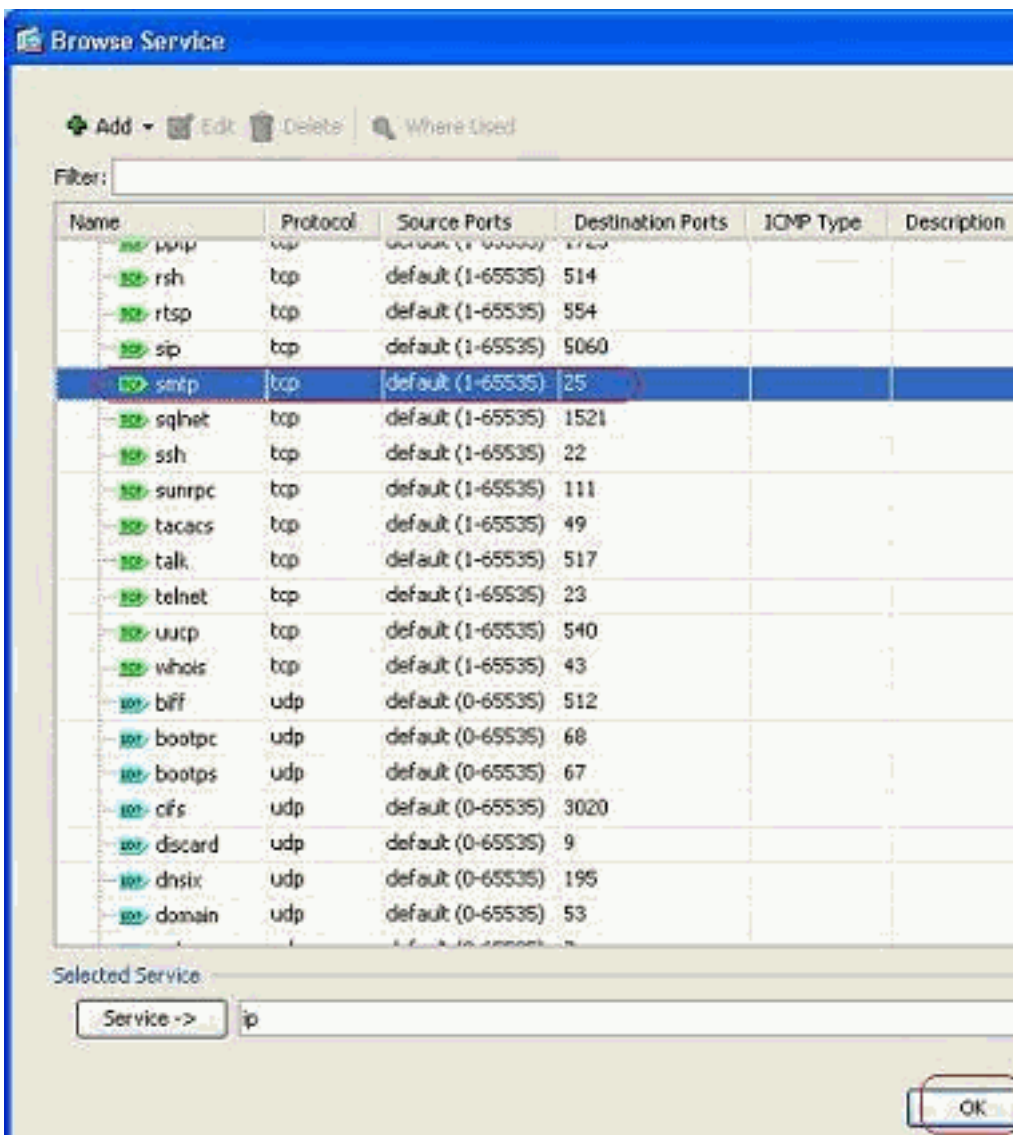 Browse Service
Add Edit Delete Where Used
Filter:
Name Protocol Source Ports Destination Ports ICMP Type Description
pptp tcp default (1-65535) 1723
rsh tcp default (1-65535) 514
rtsp tcp default (1-65535) 554
sip tcp default (1-65535) 5060
smtp tcp default (1-65535) 25
sqlnet tcp default (1-65535) 1521
ssh tcp default (1-65535) 22
sunrpc tcp default (1-65535) 111
tacacs tcp default (1-65535) 49
talk tcp default (1-65535) 517
telnet tcp default (1-65535) 23
uucp tcp default (1-65535) 540
whois tcp default (1-65535) 43
biff udp default (0-65535) 512
bootpc udp default (0-65535) 68
bootps udp default (0-65535) 67
cifs udp default (0-65535) 3020
discard udp default (0-65535) 9
dnsix udp default (0-65535) 195
domain udp default (0-65535) 53
Selected Service
Service -> ip
OK